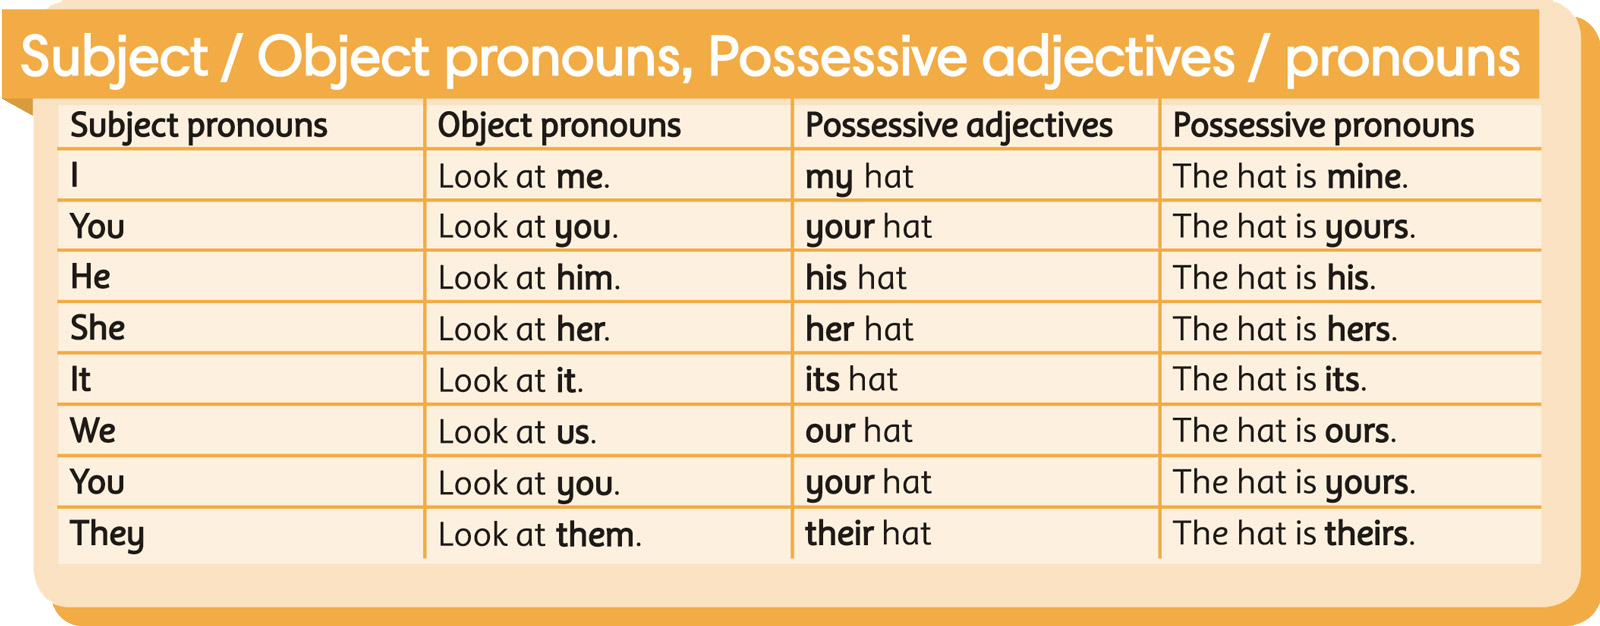 Subject / Object pronouns, Possessive adjectives / pronouns
Subject pronouns Object pronouns Possessive adjectives Possessive pronouns
I Look at me. my hat The hat is mine.
You Look at you. your hat The hat is yours.
He Look at him. his hat The hat is his.
She Look at her. her hat The hat is hers.
It Look at it. its hat The hat is its.
We Look at us. our hat The hat is ours.
You Look at you. your hat The hat is yours.
They Look at them. their hat The hat is theirs.